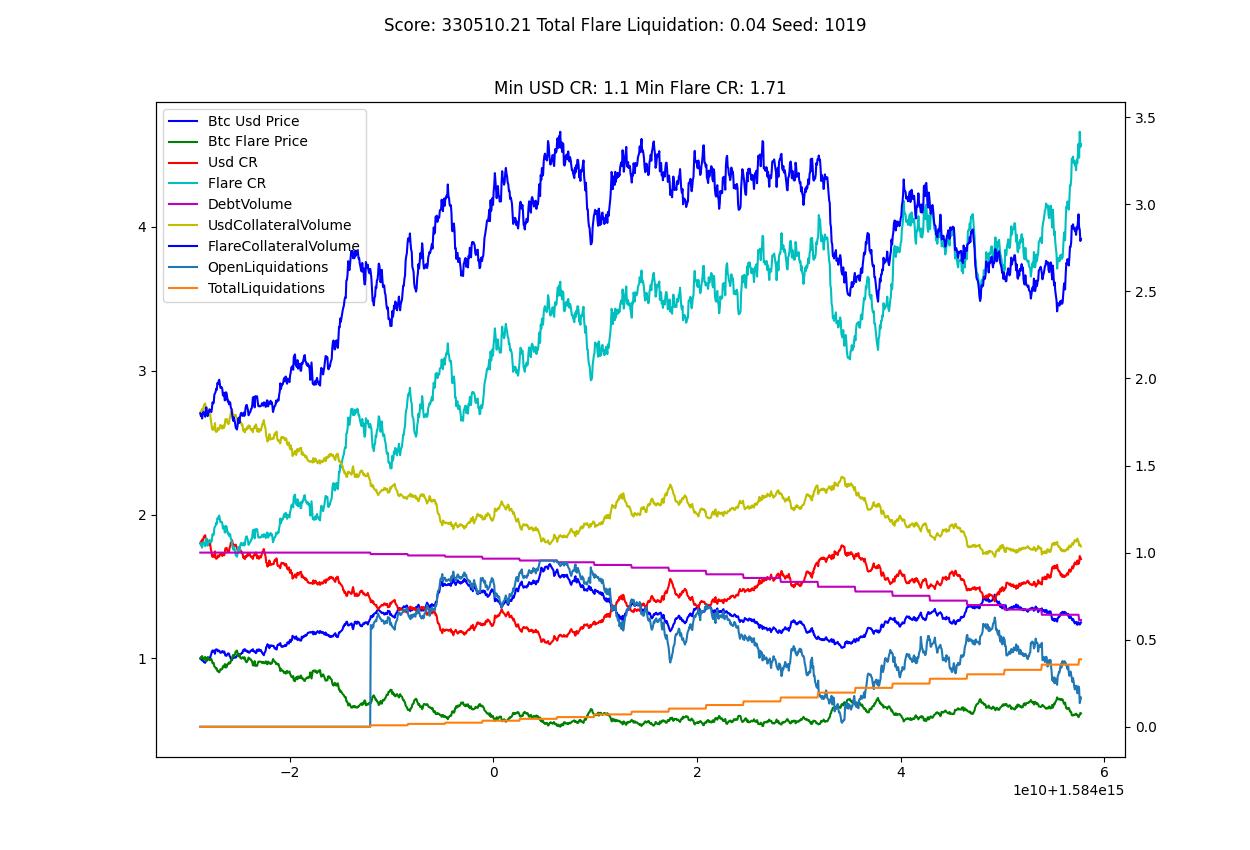 Score: 330510.21 Total Flare Liquidation: 0.04 Seed: 1019
Min USD CR: 1.1 Min Flare CR: 1.71
Btc Usd Price
Btc Flare Price
Usd CR
Flare CR
DebtVolume
UsdCollateralVolume
FlareCollateralVolume
OpenLiquidations
TotalLiquidations
4
3
2
1
3.5
3.0
2.5
2.0
1.5
1.0
0.5
0.0
−2
0
2
4
6
1e10+1.584e15